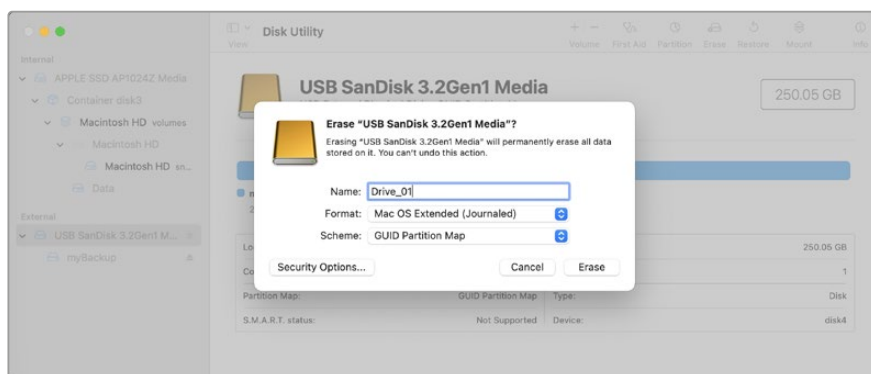 Disk Utility
View
Volume First Aid Partition Erase Restore Mount Info
Internal
APPLE SSD AP1024Z Media
Container disk3
Macintosh HD volumes
Macintosh HD
Macintosh HD sn...
Data
External
USB SanDisk 3.2Gen1 M...
myBackup
USB SanDisk 3.2Gen1 Media
250.05 GB
Erase “USB SanDisk 3.2Gen1 Media”?
Erasing “USB SanDisk 3.2Gen1 Media” will permanently erase all data
stored on it. You can’t undo this action.
Name: Drive_01
Format: Mac OS Extended (Journaled)
Scheme: GUID Partition Map
Security Options... Cancel Erase
250.05 GB
1
Partition Map: GUID Partition Map Type: Disk
S.M.A.R.T. status: Not Supported Device: disk4